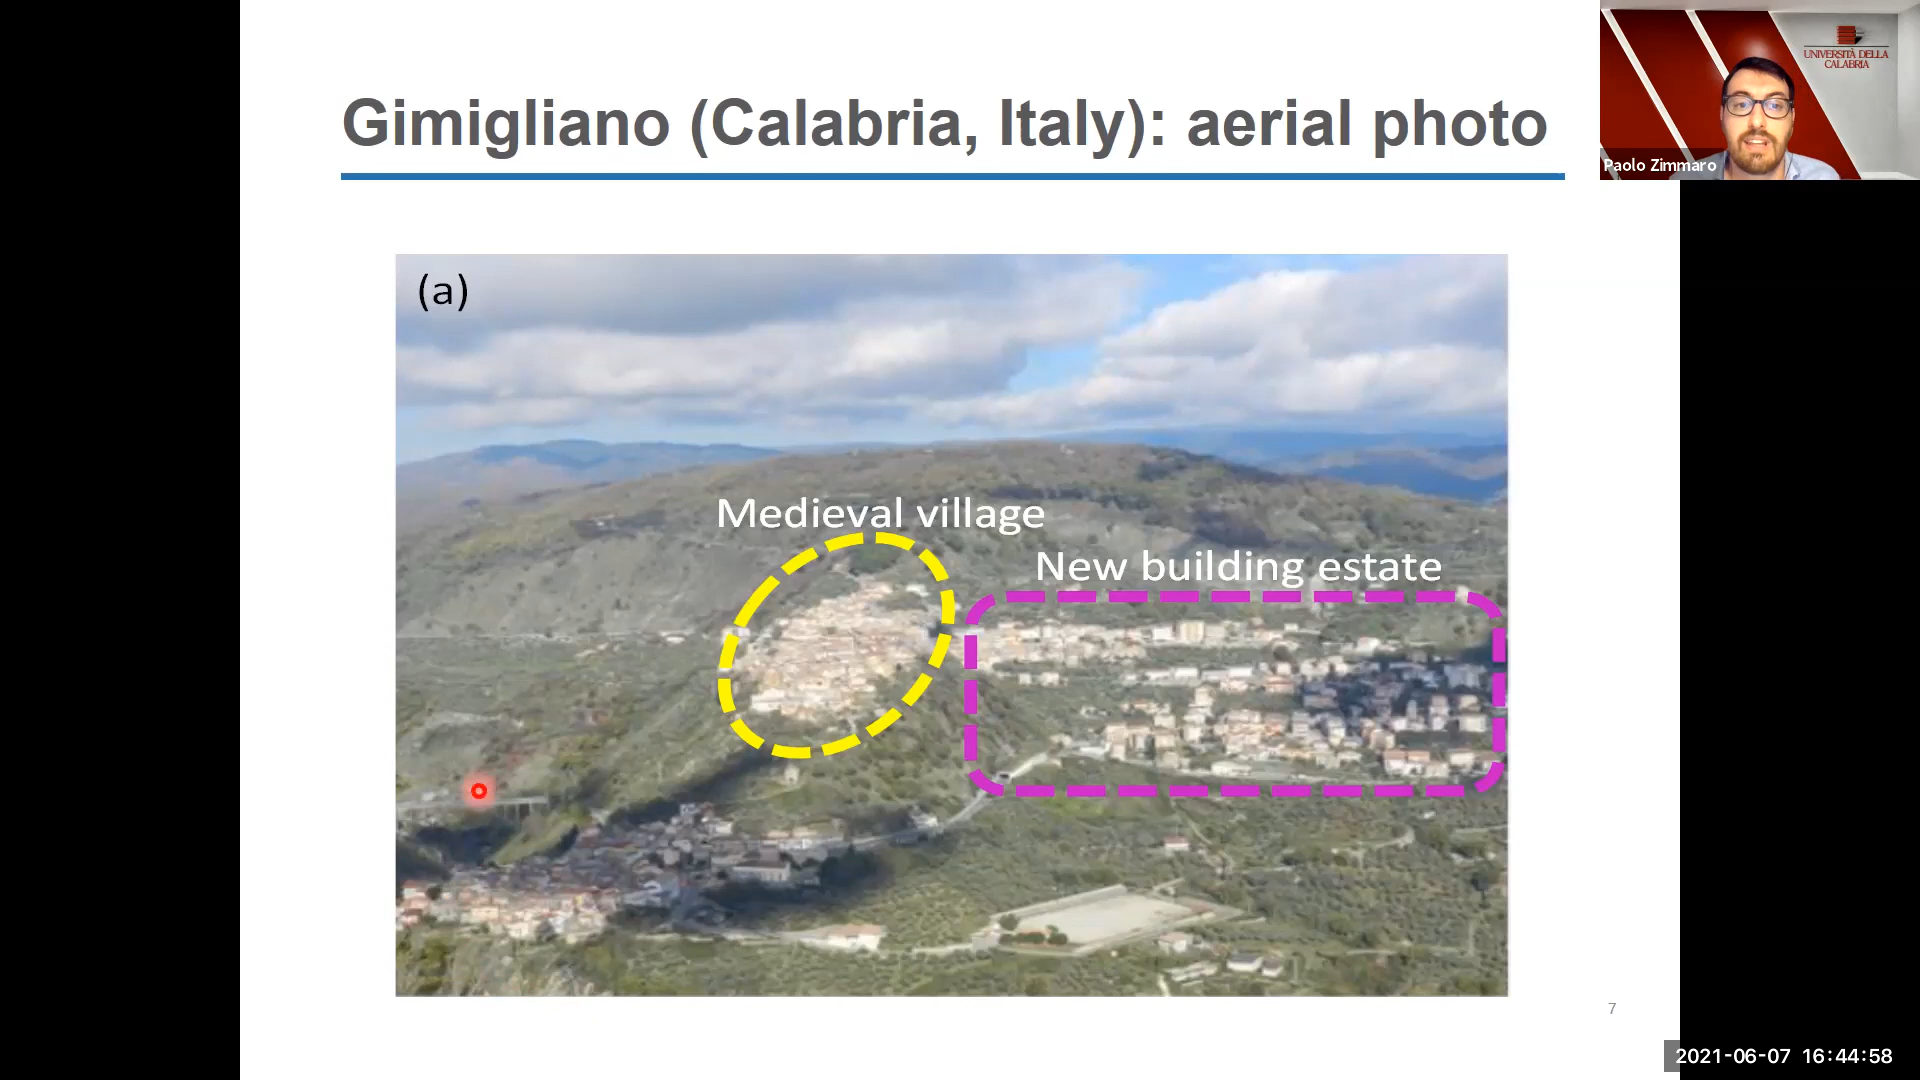 Gimigliano (Calabria, Italy): aerial photo
UNIVERSITÀ DELLA
CALABRIA
Paolo Zimmaro
(a)
Medieval village
New building estate
7
2021-06-07 16:44:58